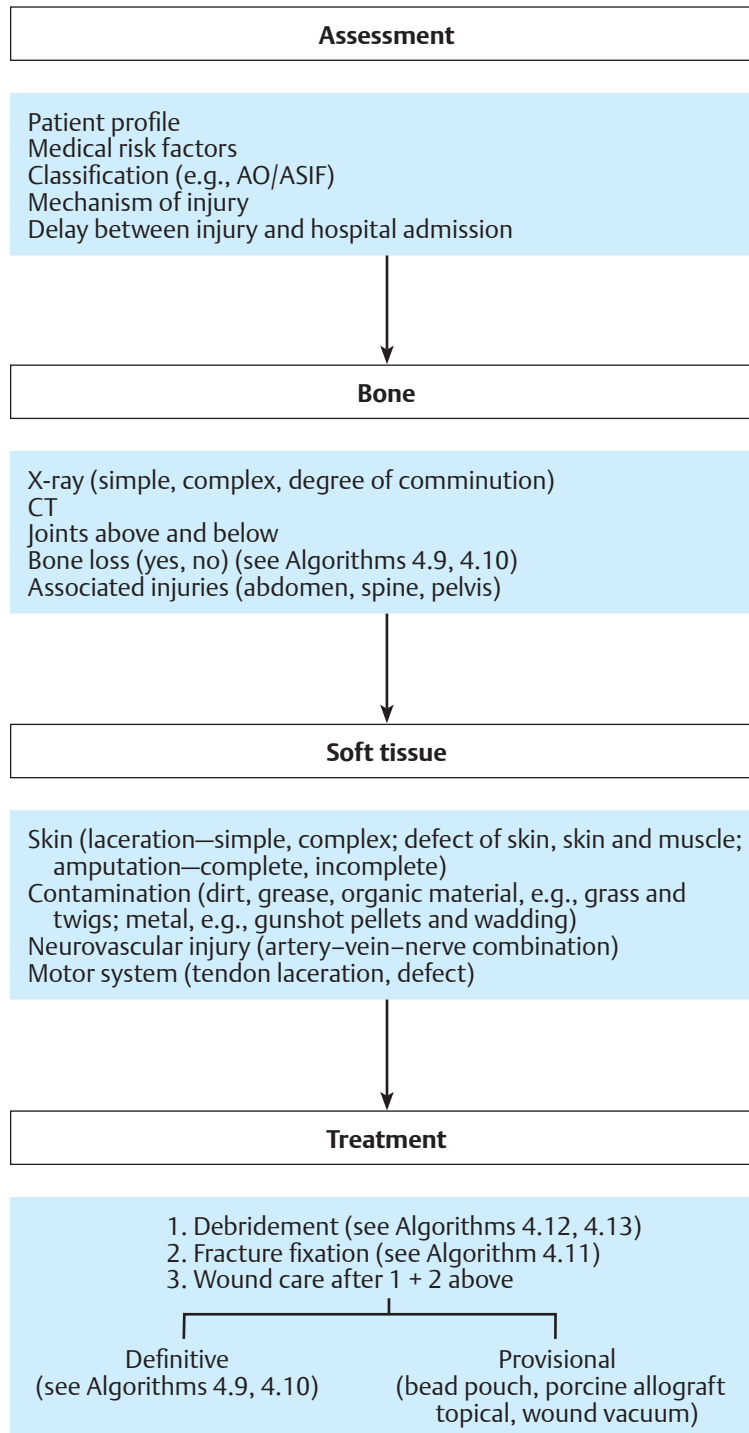 Assessment
Patient profile
Medical risk factors
Classification (e.g., AO/ASIF)
Mechanism of injury
Delay between injury and hospital admission
Bone
X-ray (simple, complex, degree of comminution)
CT
Joints above and below
Bone loss (yes, no) (see Algorithms 4.9, 4.10)
Associated injuries (abdomen, spine, pelvis)
Soft tissue
Skin (laceration—simple, complex; defect of skin, skin and muscle;
amputation—complete, incomplete)
Contamination (dirt, grease, organic material, e.g., grass and
twigs; metal, e.g., gunshot pellets and wadding)
Neurovascular injury (artery–vein–nerve combination)
Motor system (tendon laceration, defect)
Treatment
1. Debridement (see Algorithms 4.12, 4.13)
2. Fracture fixation (see Algorithm 4.11)
3. Wound care after 1 + 2 above
Definitive
(see Algorithms 4.9, 4.10)
Provisional
(bead pouch, porcine allograft
topical, wound vacuum)